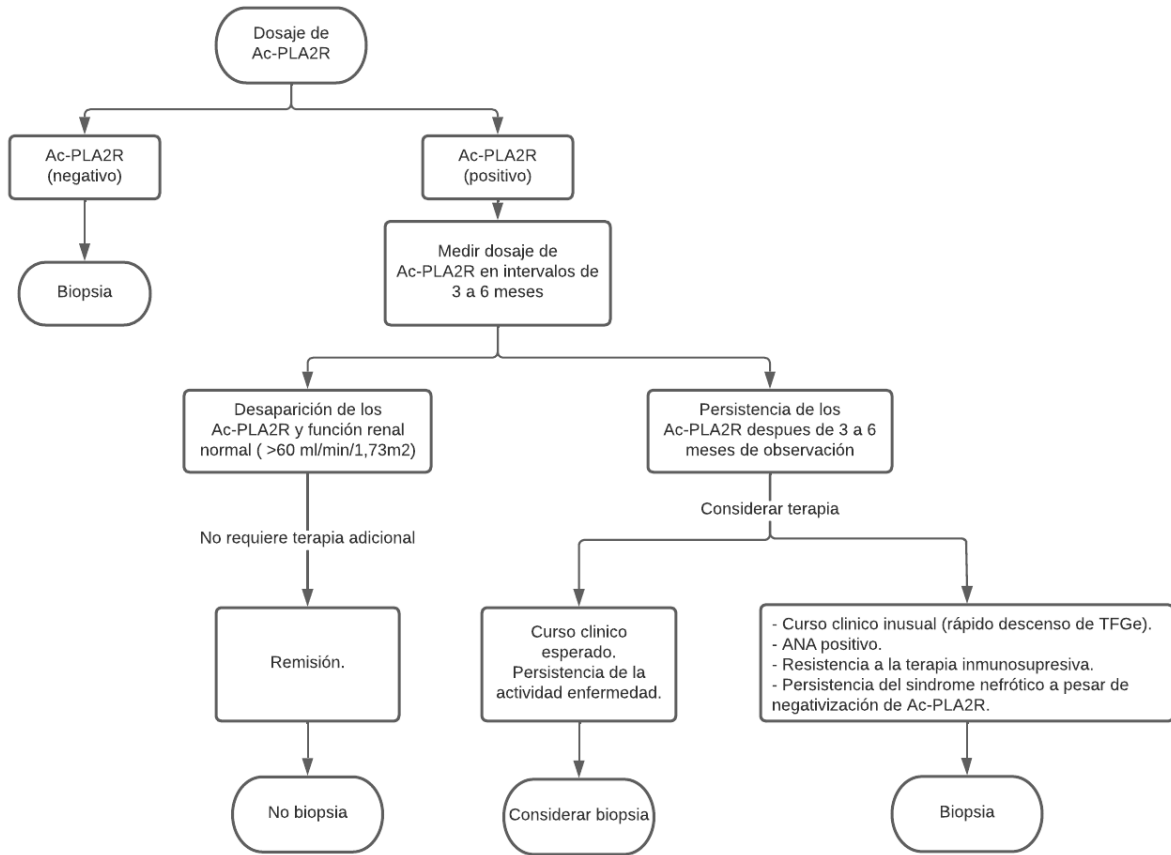 Dosaje de
Ac-PLA2R
Ac-PLA2R
(negativo)
Ac-PLA2R
(positivo)
Biopsia
Medir dosaje de
Ac-PLA2R en intervalos de
3 a 6 meses
Desaparición de los
Ac-PLA2R y función renal
normal ( >60 ml/min/1,73m2)
Persistencia de los
Ac-PLA2R despues de 3 a 6
meses de observación
No requiere terapia adicional
Considerar terapia
Remisión.
Curso clinico
esperado.
Persistencia de la
actividad enfermedad.
- Curso clinico inusual (rápido descenso de TFGe).
- ANA positivo.
- Resistencia a la terapia inmunosupresiva.
- Persistencia del sindrome nefrótico a pesar de
negativización de Ac-PLA2R.
No biopsia
Considerar biopsia
Biopsia